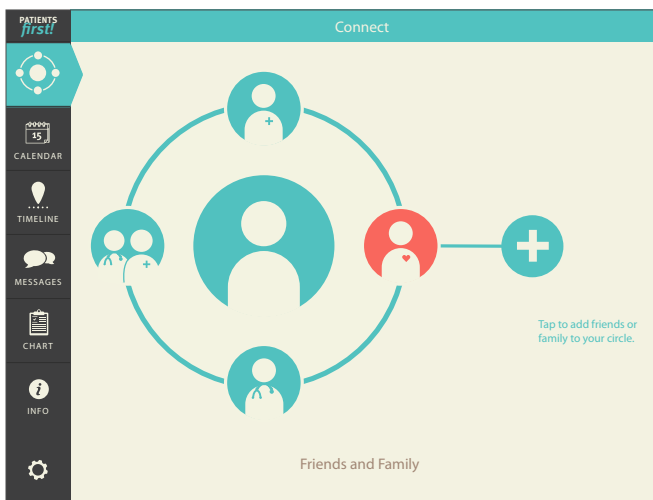 PATIENTS
first!
Connect
15
CALENDAR
TIMELINE
MESSAGES
CHART
i
INFO
Tap to add friends or
family to your circle.
Friends and Family